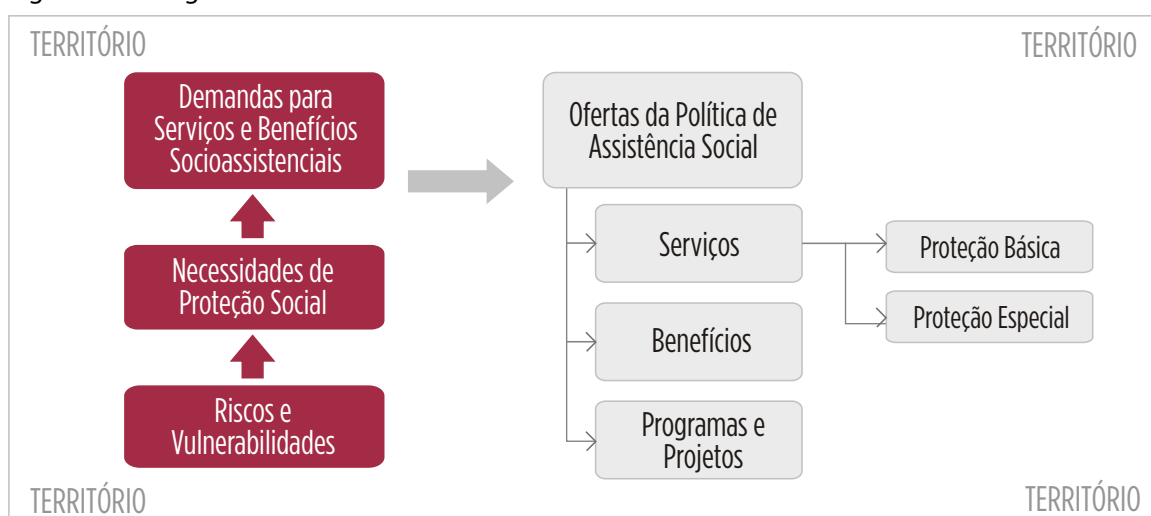 TERRITÓRIO
TERRITÓRIO
Demandas para
Serviços e Benefícios
Socioassistenciais
Necessidades de
Proteção Social
Riscos e
Vulnerabilidades
Ofertas da Política de
Assistência Social
Serviços
Benefícios
Programas e
Projetos
Proteção Básica
Proteção Especial
TERRITÓRIO
TERRITÓRIO